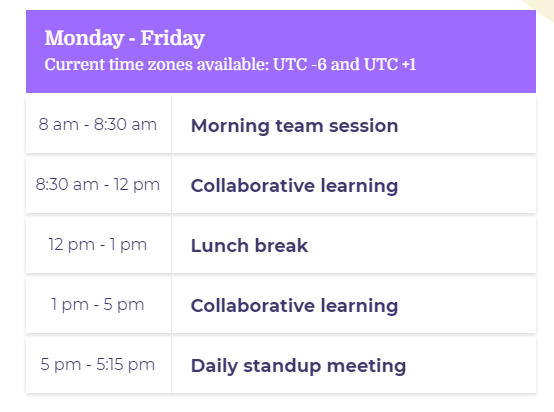 Monday - Friday
Current time zones available: UTC -6 and UTC +1
8 am - 8:30 am Morning team session
8:30 am - 12 pm Collaborative learning
12 pm - 1 pm Lunch break
1 pm - 5 pm Collaborative learning
5 pm - 5:15 pm Daily standup meeting